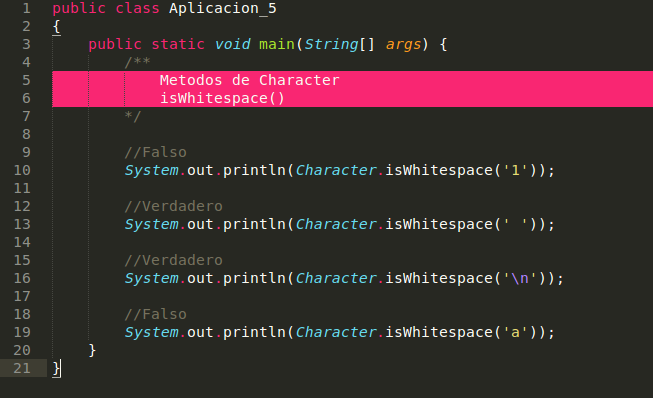 1 public class Aplicacion_5
2 {
3     public static void main(String[] args) {
4         /**
5             Metodos de Character
6             isWhitespace()
7         */
8
9         //Falso
10         System.out.println(Character.isWhitespace('1'));
11
12         //Verdadero
13         System.out.println(Character.isWhitespace(' '));
14
15         //Verdadero
16         System.out.println(Character.isWhitespace('\n'));
17
18         //Falso
19         System.out.println(Character.isWhitespace('a'));
20     }
21 }